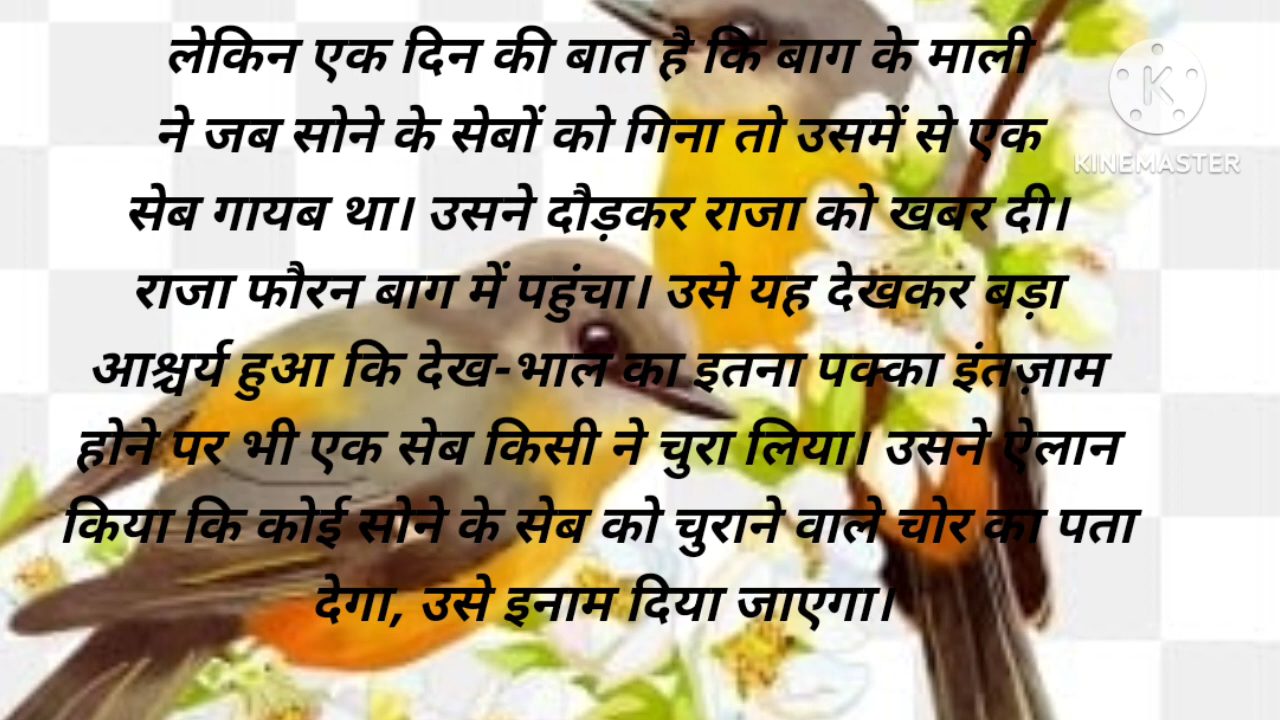 लेकिन एक दिन की बात है कि बाग के माली
ने जब सोने के सेबों को गिना तो उसमें से एक
सेब गायब था। उसने दौड़कर राजा को खबर दी।
राजा फौरन बाग में पहुंचा। उसे यह देखकर बड़ा
आश्चर्य हुआ कि देख-भाल का इतना पक्का इंतज़ाम
होने पर भी एक सेब किसी ने चुरा लिया। उसने ऐलान
किया कि कोई सोने के सेब को चुराने वाले चोर का पता
देगा, उसे इनाम दिया जाएगा।
K
KINEMASTER